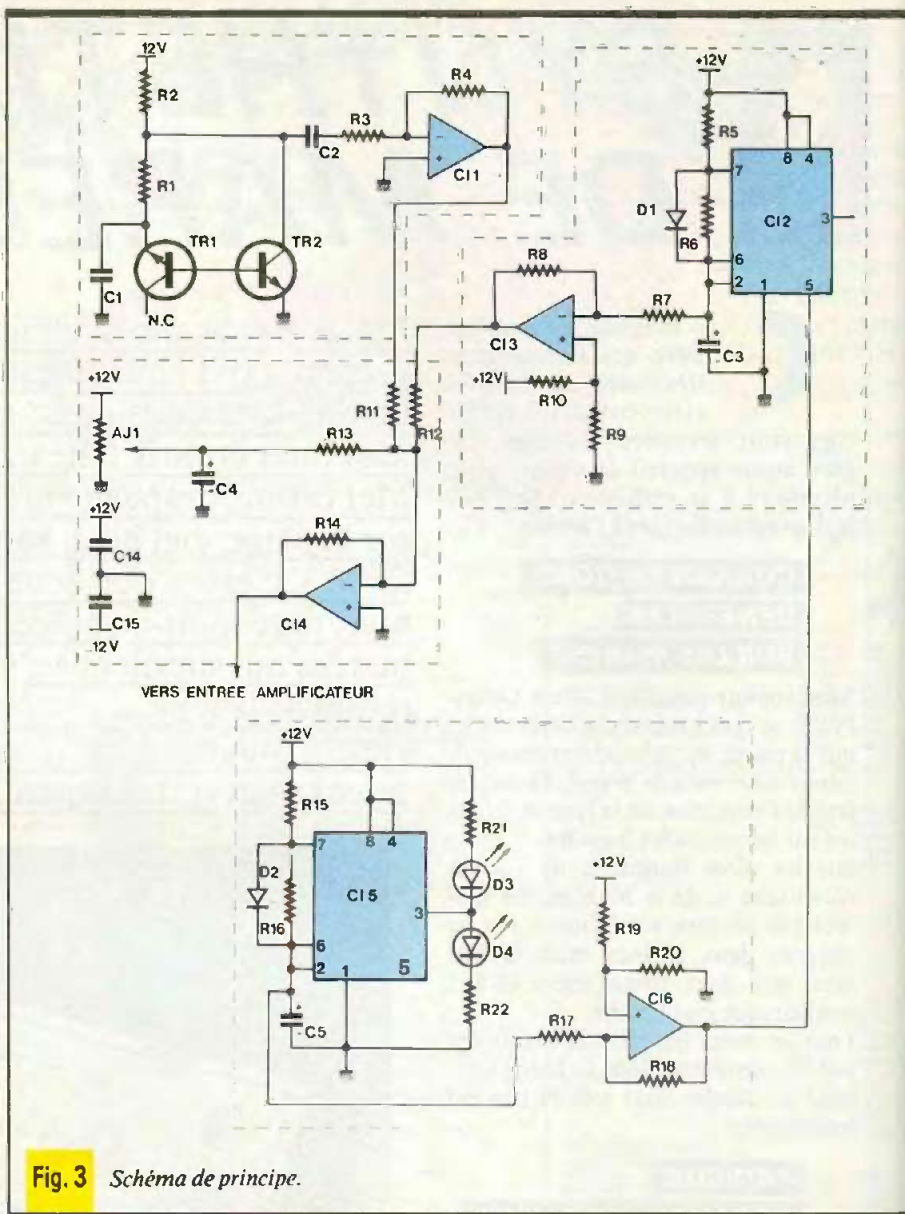 12V
R2
R1
C1
TR1
TR2
N.C
C2
R3
R4
-
+
CI1
+12V
R5
8
4
7
D1
R6
CI2
3
6
2
1
5
R7
+
C3
R8
-
+
CI3
+12V
R10
R9
R11
R12
+12V
AJ1
R13
+
-
C4
+12V
C14
C15
-12V
R14
-
+
CI4
VERS ENTREE AMPLIFICATEUR
+12V
R15
8
4
7
D2
R16
CI5
3
6
2
1
5
+
-
C5
R21
D3
D4
R22
+12V
R19
R20
+
-
CI6
R17
R18
Fig. 3 Schéma de principe.